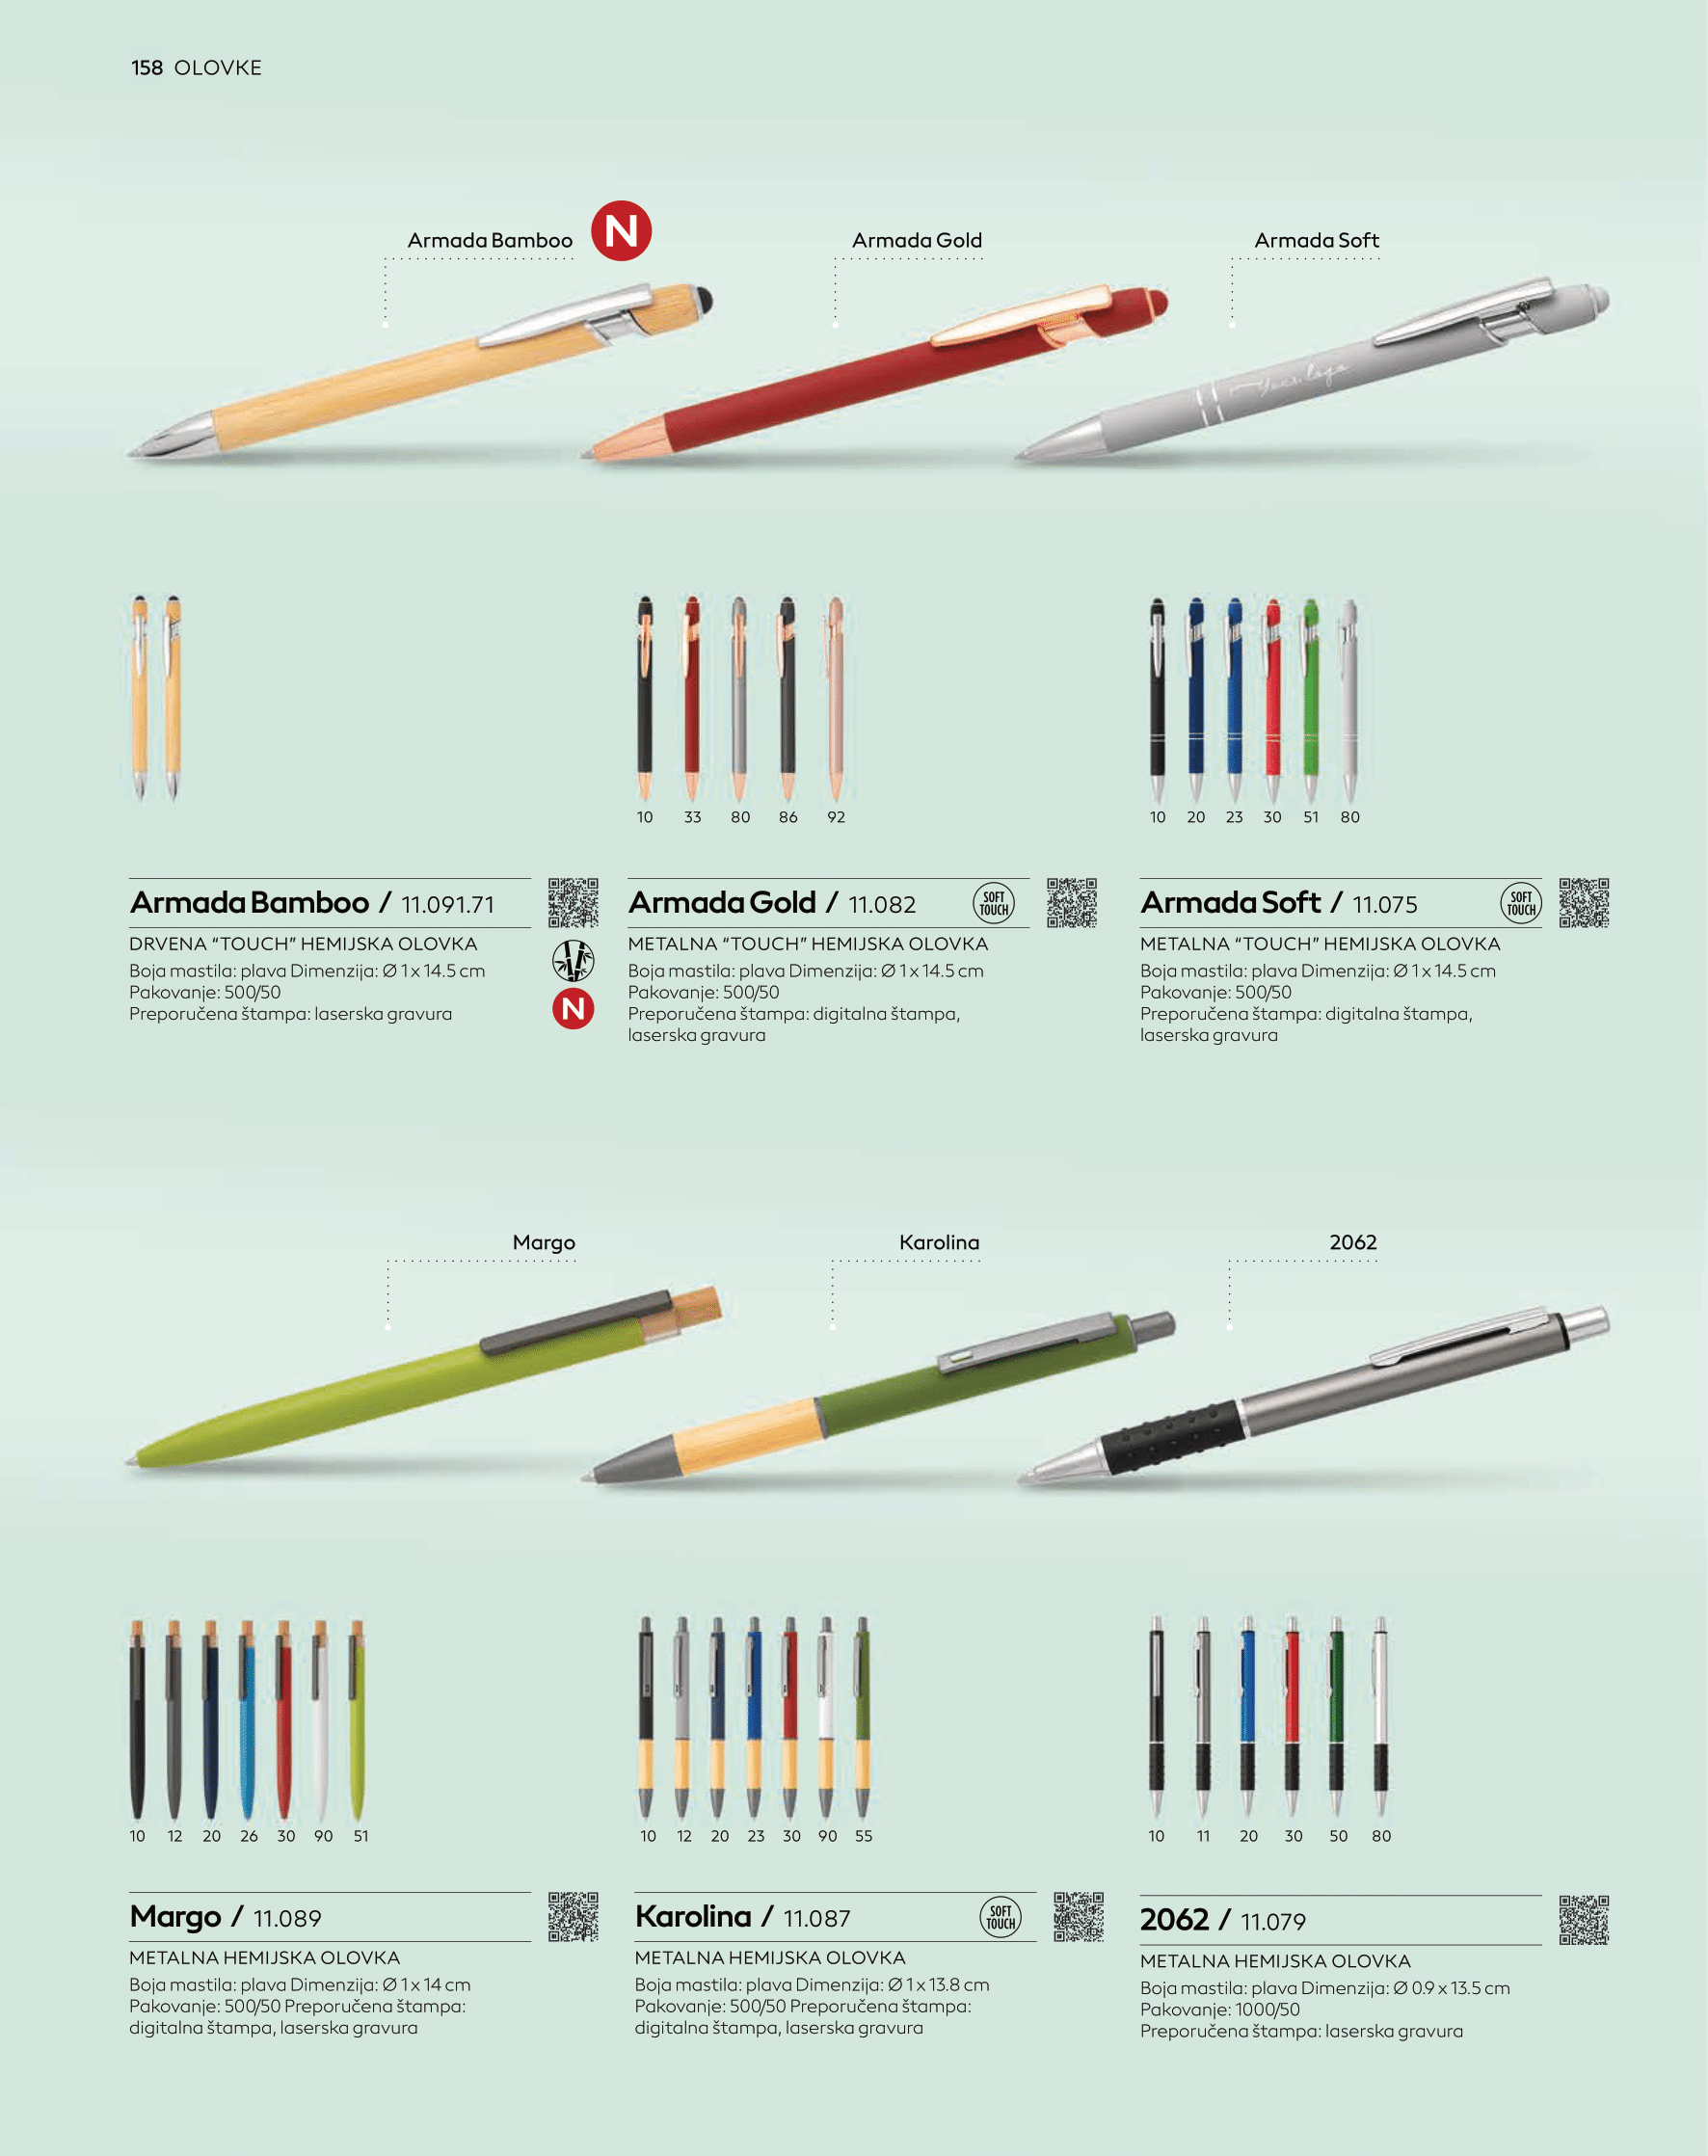 158 OLOVKE
Armada Bamboo
N
Armada Gold
Armada Soft
Your logo
10 33 80 86 92
10 20 23 30 51 80
Armada Bamboo / 11.091.71
DRVENA “TOUCH” HEMIJSKA OLOVKA
Boja mastila: plava Dimenzija: Ø 1 x 14.5 cm
Pakovanje: 500/50
Preporučena štampa: laserska gravura
N
Armada Gold / 11.082
SOFT
TOUCH
METALNA “TOUCH” HEMIJSKA OLOVKA
Boja mastila: plava Dimenzija: Ø 1 x 14.5 cm
Pakovanje: 500/50
Preporučena štampa: digitalna štampa,
laserska gravura
Armada Soft / 11.075
SOFT
TOUCH
METALNA “TOUCH” HEMIJSKA OLOVKA
Boja mastila: plava Dimenzija: Ø 1 x 14.5 cm
Pakovanje: 500/50
Preporučena štampa: digitalna štampa,
laserska gravura
Margo
Karolina
2062
10 12 20 26 30 90 51
10 12 20 23 30 90 55
10 11 20 30 50 80
Margo / 11.089
METALNA HEMIJSKA OLOVKA
Boja mastila: plava Dimenzija: Ø 1 x 14 cm
Pakovanje: 500/50 Preporučena štampa:
digitalna štampa, laserska gravura
Karolina / 11.087
SOFT
TOUCH
METALNA HEMIJSKA OLOVKA
Boja mastila: plava Dimenzija: Ø 1 x 13.8 cm
Pakovanje: 500/50 Preporučena štampa:
digitalna štampa, laserska gravura
2062 / 11.079
METALNA HEMIJSKA OLOVKA
Boja mastila: plava Dimenzija: Ø 0.9 x 13.5 cm
Pakovanje: 1000/50
Preporučena štampa: laserska gravura